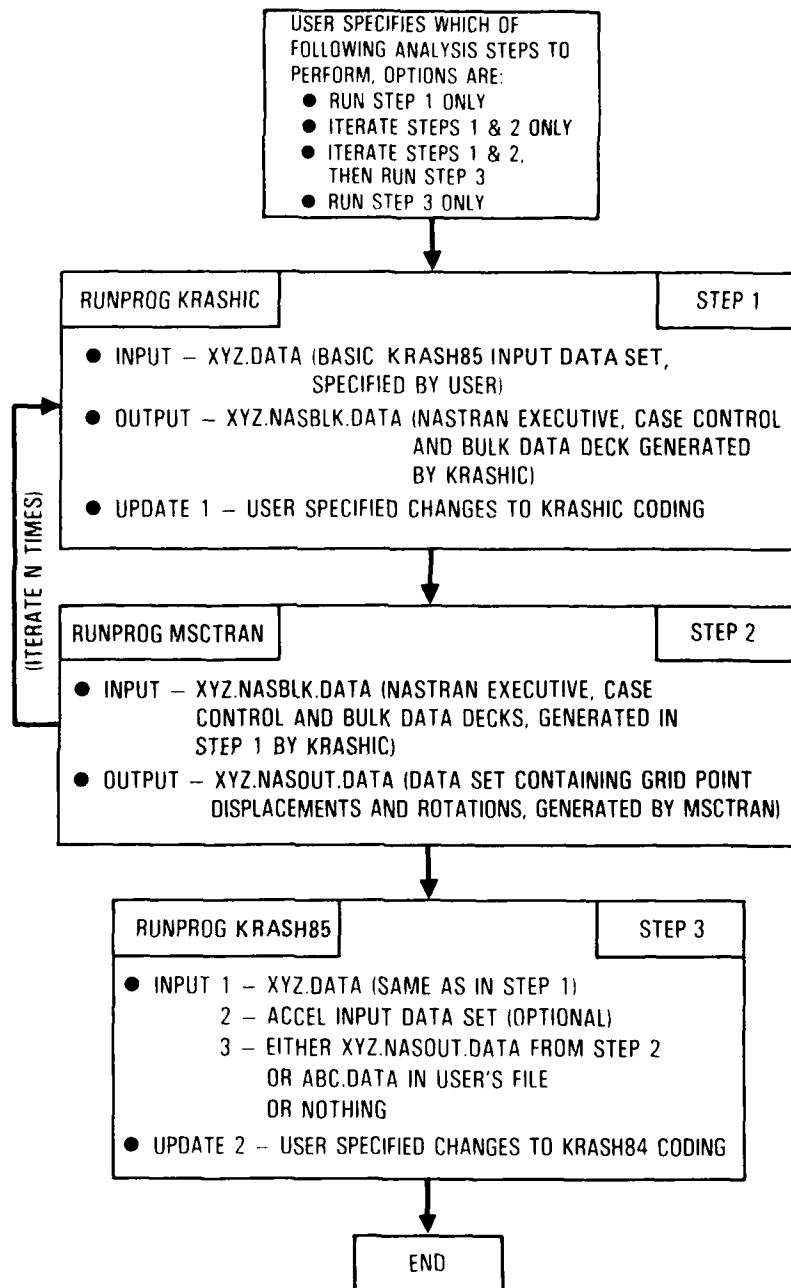 USER SPECIFIES WHICH OF
FOLLOWING ANALYSIS STEPS TO
PERFORM, OPTIONS ARE:
● RUN STEP 1 ONLY
● ITERATE STEPS 1 & 2 ONLY
● ITERATE STEPS 1 & 2,
THEN RUN STEP 3
● RUN STEP 3 ONLY
RUNPROG KRASHIC
STEP 1
● INPUT – XYZ.DATA (BASIC KRASH85 INPUT DATA SET,
SPECIFIED BY USER)
● OUTPUT – XYZ.NASBLK.DATA (NASTRAN EXECUTIVE, CASE CONTROL
AND BULK DATA DECK GENERATED
BY KRASHIC)
● UPDATE 1 – USER SPECIFIED CHANGES TO KRASHIC CODING
(ITERATE N TIMES)
RUNPROG MSCTRAN
STEP 2
● INPUT – XYZ.NASBLK.DATA (NASTRAN EXECUTIVE, CASE
CONTROL AND BULK DATA DECKS, GENERATED IN
STEP 1 BY KRASHIC)
● OUTPUT – XYZ.NASOUT.DATA (DATA SET CONTAINING GRID POINT
DISPLACEMENTS AND ROTATIONS, GENERATED BY MSCTRAN)
RUNPROG KRASH85
STEP 3
● INPUT 1 – XYZ.DATA (SAME AS IN STEP 1)
2 – ACCEL INPUT DATA SET (OPTIONAL)
3 – EITHER XYZ.NASOUT.DATA FROM STEP 2
OR ABC.DATA IN USER'S FILE
OR NOTHING
● UPDATE 2 – USER SPECIFIED CHANGES TO KRASH84 CODING
END